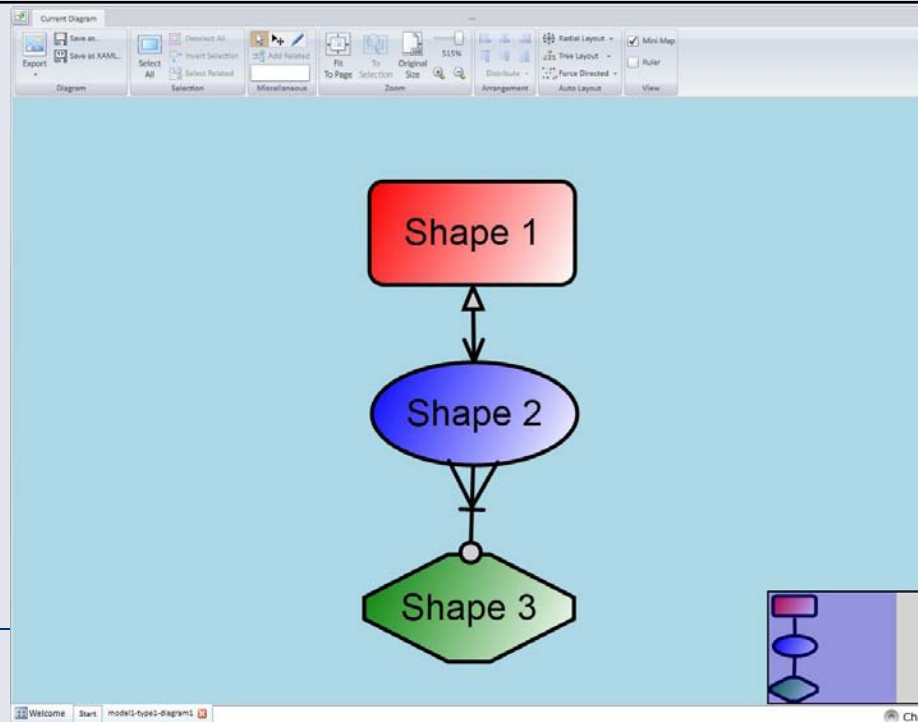 Current Diagram
Export
Save as...
Save as XAML...
Diagram
Select All
Deselect All
Invert Selection
Select Related
Selection
Add Related
Miscellaneous
Fit To Page
To Selection
Original Size
515%
Zoom
Distribute
Arrangement
Radial Layout
Tree Layout
Force Directed
Auto Layout
Mini Map
Ruler
View
Shape 1
Shape 2
Shape 3
Welcome
Start
model1-type1-diagram1